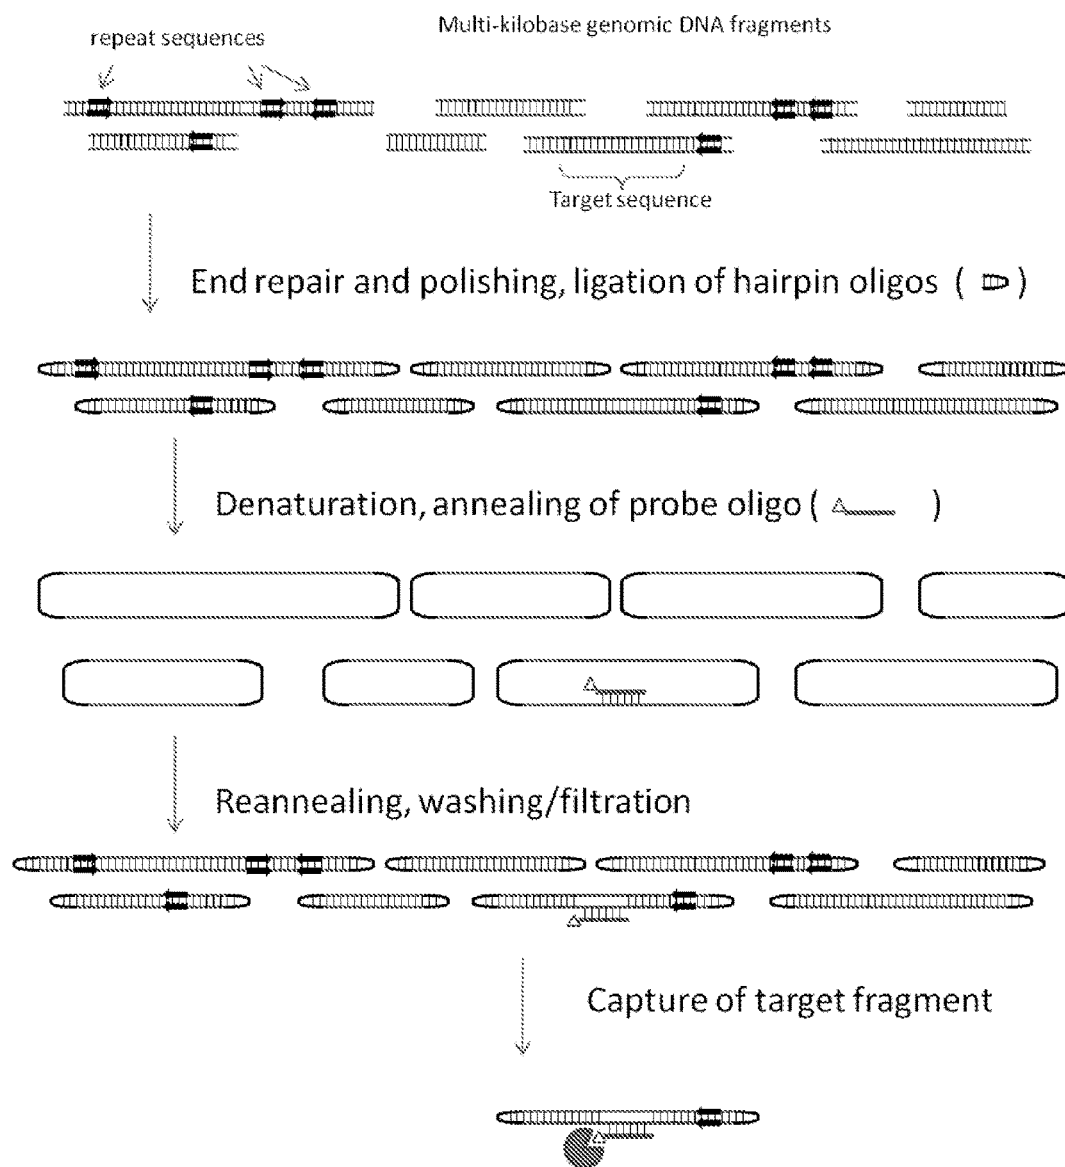 Multi-kilobase genomic DNA fragments
repeat sequences
Target sequence
End repair and polishing, ligation of hairpin oligos ( )
Denaturation, annealing of probe oligo ( )
Reannealing, washing/filtration
Capture of target fragment